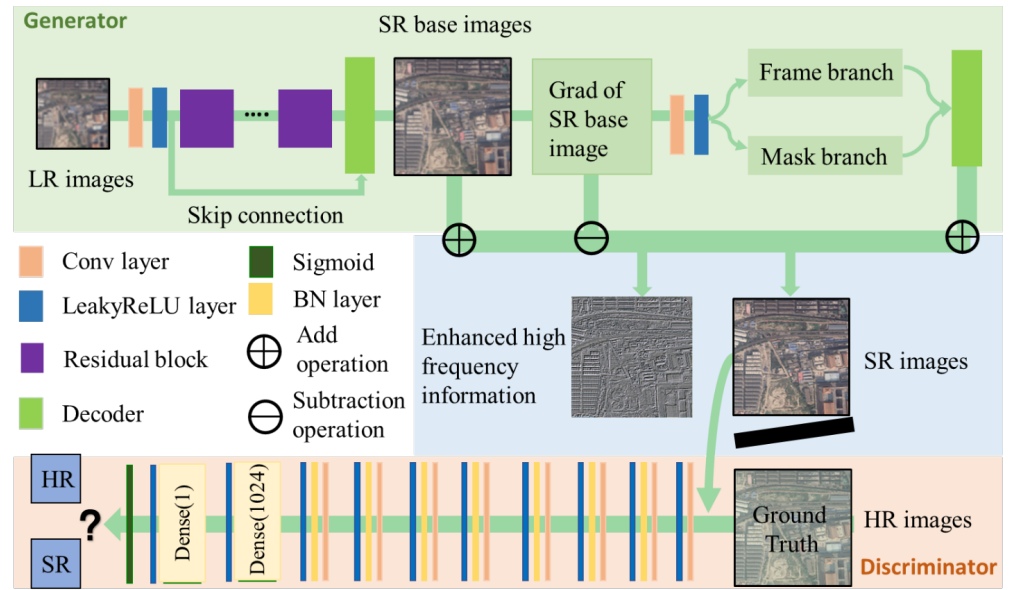 Generator
SR base images
LR images
Skip connection
Grad of
SR base
image
Frame branch
Mask branch
Conv layer
LeakyReLU layer
Residual block
Decoder
Sigmoid
BN layer
Add
operation
Subtraction
operation
Enhanced high
frequency
information
SR images
HR
?
SR
Dense(1)
Dense(1024)
Ground
Truth
HR images
Discriminator